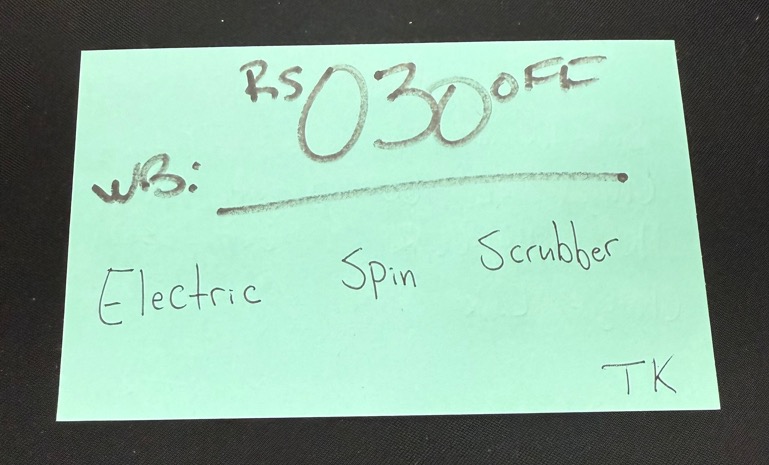 RS 030 OFF
WB:
Electric Spin Scrubber
TK